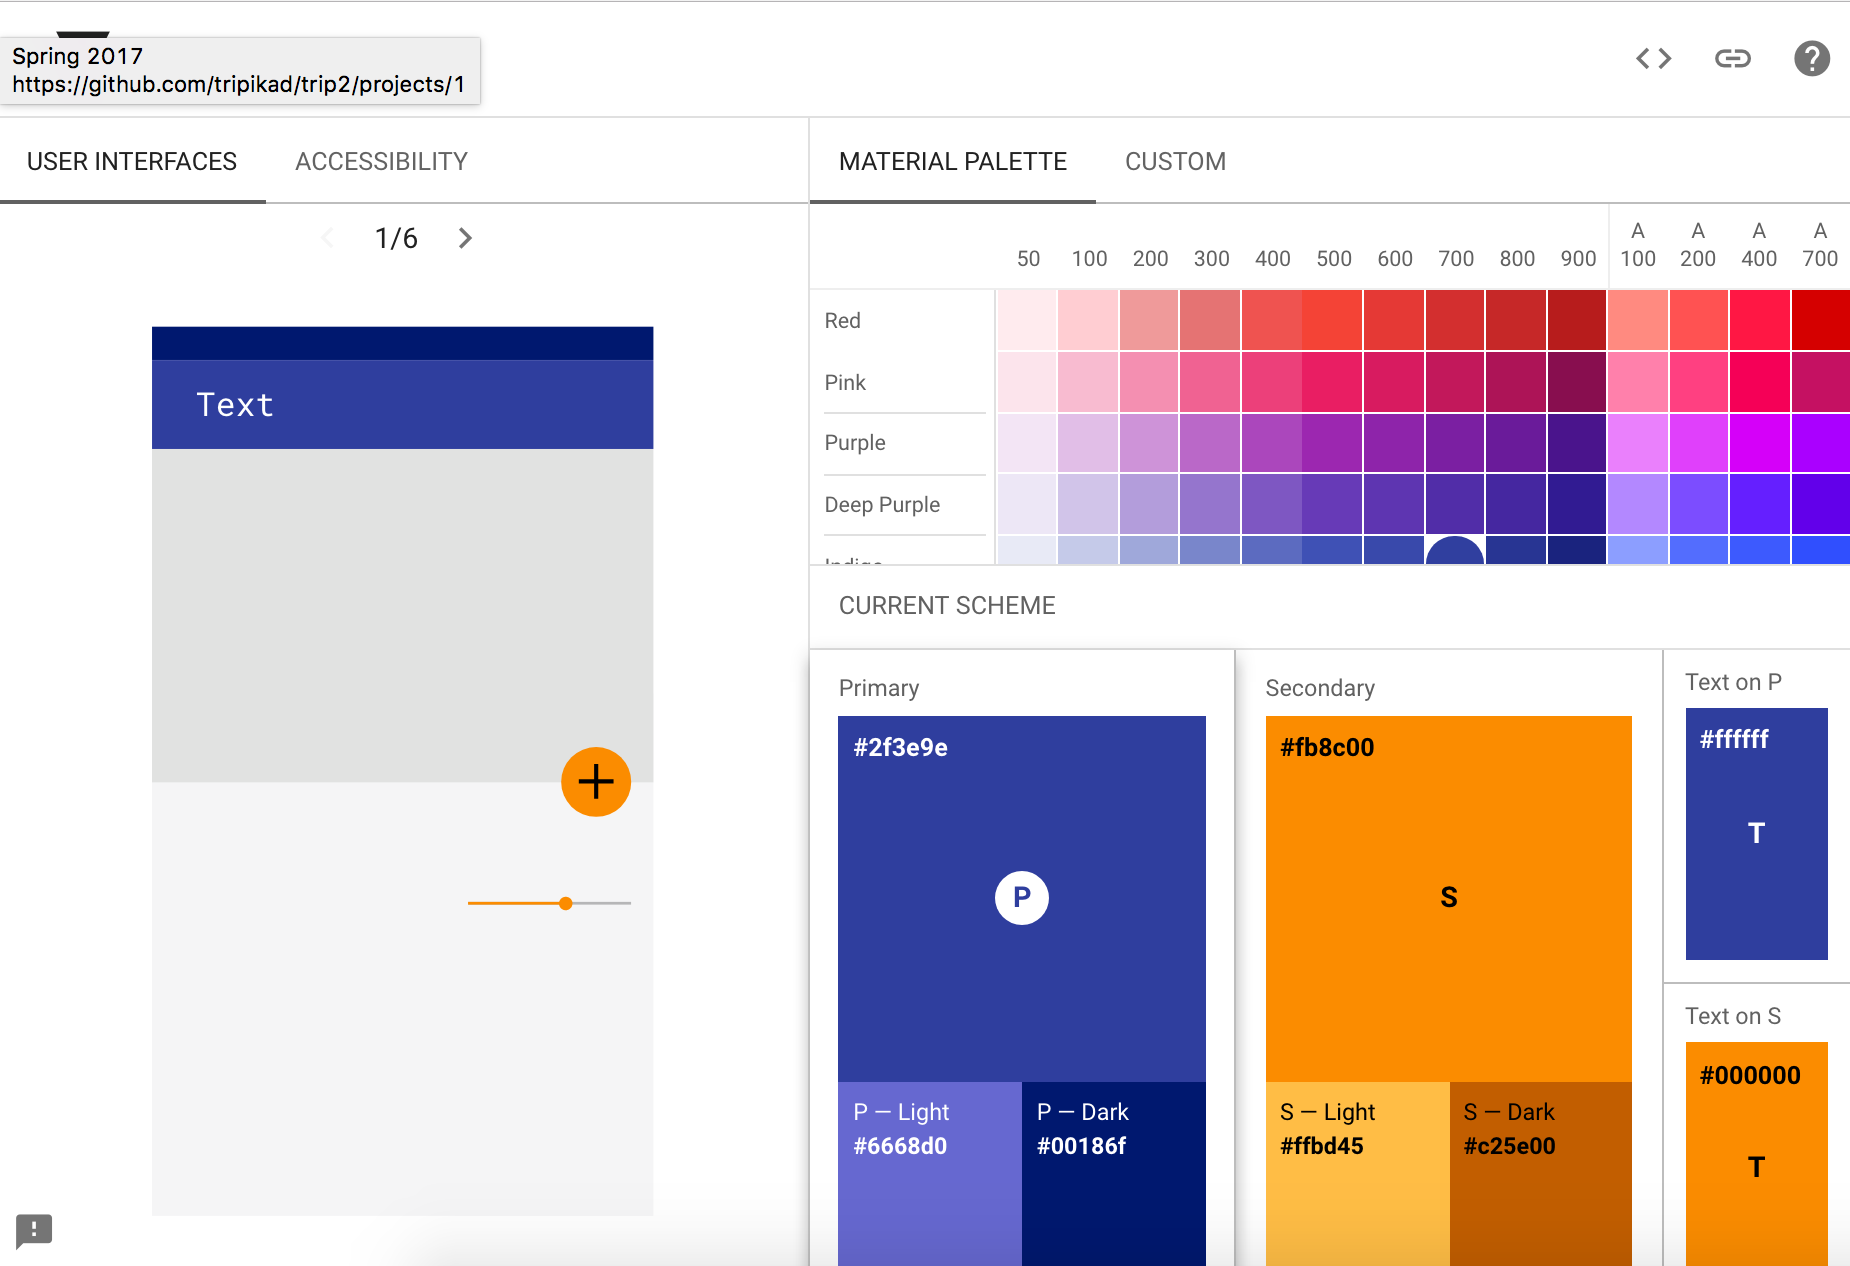 Spring 2017
https://github.com/tripikad/trip2/projects/1
USER INTERFACES
ACCESSIBILITY
1/6
Text
MATERIAL PALETTE
CUSTOM
50 100 200 300 400 500 600 700 800 900 A 100 A 200 A 400 A 700
Red
Pink
Purple
Deep Purple
Indigo
CURRENT SCHEME
Primary
#2f3e9e
P
P — Light
#6668d0
P — Dark
#00186f
Secondary
#fb8c00
S
S — Light
#ffbd45
S — Dark
#c25e00
Text on P
#ffffff
T
Text on S
#000000
T